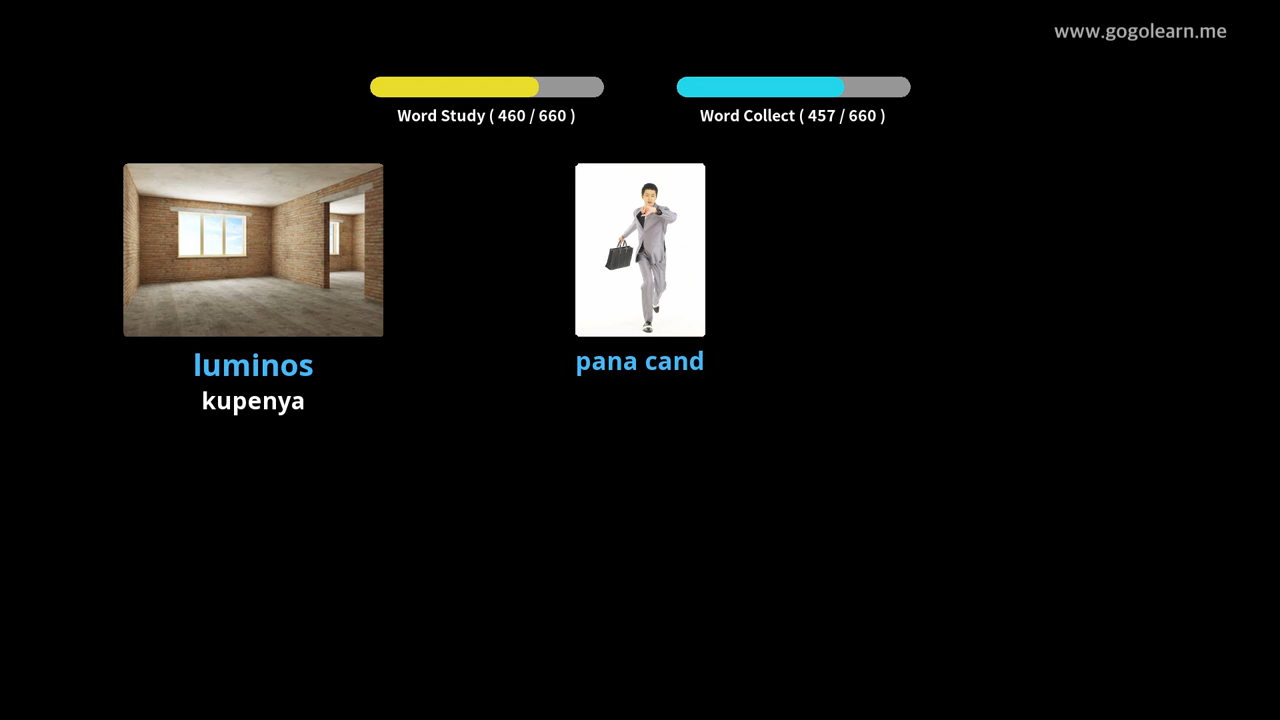 www.gogolearn.me
Word Study ( 460 / 660 )
Word Collect ( 457 / 660 )
luminos
kupenya
pana cand